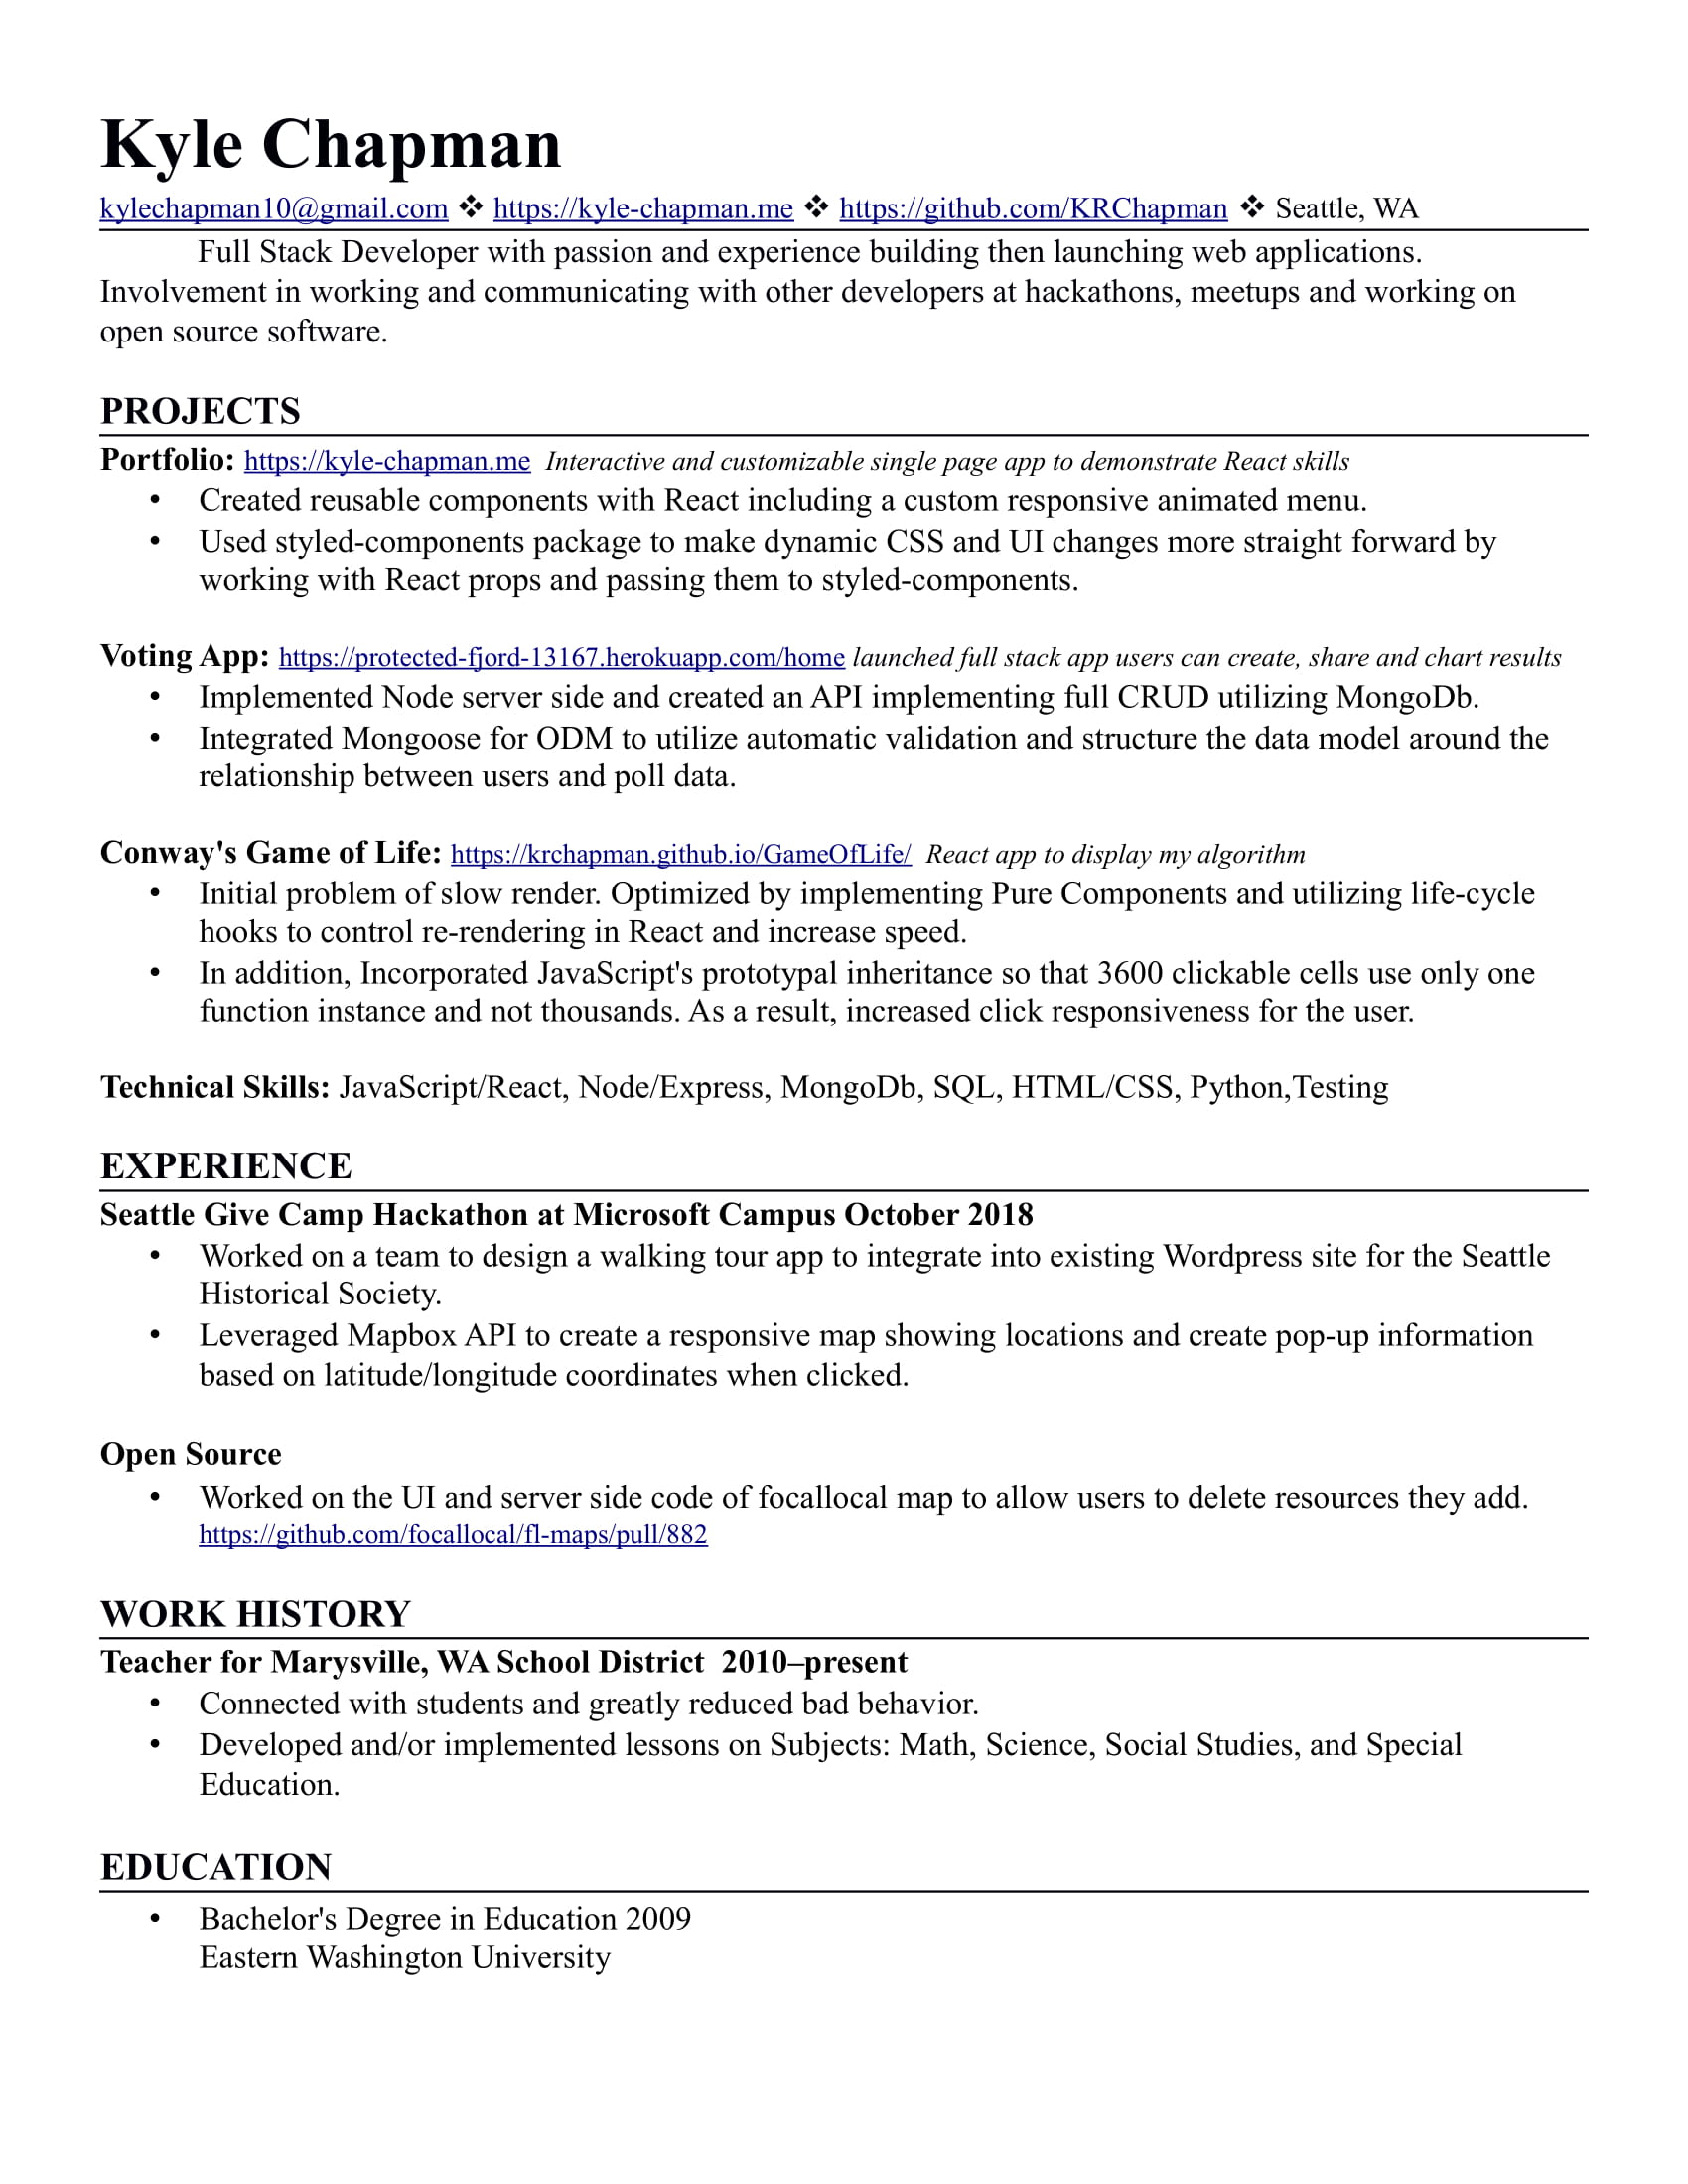 Kyle Chapman
kylechapman10@gmail.com ❖ https://kyle-chapman.me ❖ https://github.com/KRChapman ❖ Seattle, WA
Full Stack Developer with passion and experience building then launching web applications.
Involvement in working and communicating with other developers at hackathons, meetups and working on
open source software.
PROJECTS
Portfolio: https://kyle-chapman.me Interactive and customizable single page app to demonstrate React skills
• Created reusable components with React including a custom responsive animated menu.
• Used styled-components package to make dynamic CSS and UI changes more straight forward by
working with React props and passing them to styled-components.
Voting App: https://protected-fjord-13167.herokuapp.com/home launched full stack app users can create, share and chart results
• Implemented Node server side and created an API implementing full CRUD utilizing MongoDb.
• Integrated Mongoose for ODM to utilize automatic validation and structure the data model around the
relationship between users and poll data.
Conway's Game of Life: https://krchapman.github.io/GameOfLife/ React app to display my algorithm
• Initial problem of slow render. Optimized by implementing Pure Components and utilizing life-cycle
hooks to control re-rendering in React and increase speed.
• In addition, Incorporated JavaScript's prototypal inheritance so that 3600 clickable cells use only one
function instance and not thousands. As a result, increased click responsiveness for the user.
Technical Skills: JavaScript/React, Node/Express, MongoDb, SQL, HTML/CSS, Python,Testing
EXPERIENCE
Seattle Give Camp Hackathon at Microsoft Campus October 2018
• Worked on a team to design a walking tour app to integrate into existing Wordpress site for the Seattle
Historical Society.
• Leveraged Mapbox API to create a responsive map showing locations and create pop-up information
based on latitude/longitude coordinates when clicked.
Open Source
• Worked on the UI and server side code of focallocal map to allow users to delete resources they add.
https://github.com/focallocal/fl-maps/pull/882
WORK HISTORY
Teacher for Marysville, WA School District 2010–present
• Connected with students and greatly reduced bad behavior.
• Developed and/or implemented lessons on Subjects: Math, Science, Social Studies, and Special
Education.
EDUCATION
• Bachelor's Degree in Education 2009
Eastern Washington University